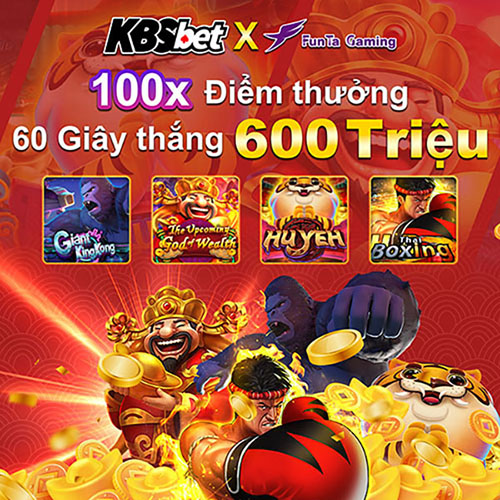 KBSbet X FunTa Gaming
100x Điểm thưởng
60 Giây thắng 600 Triệu
Giant King Kong
The Upcoming
God of Wealth
HUYEH
Thai
Boxing